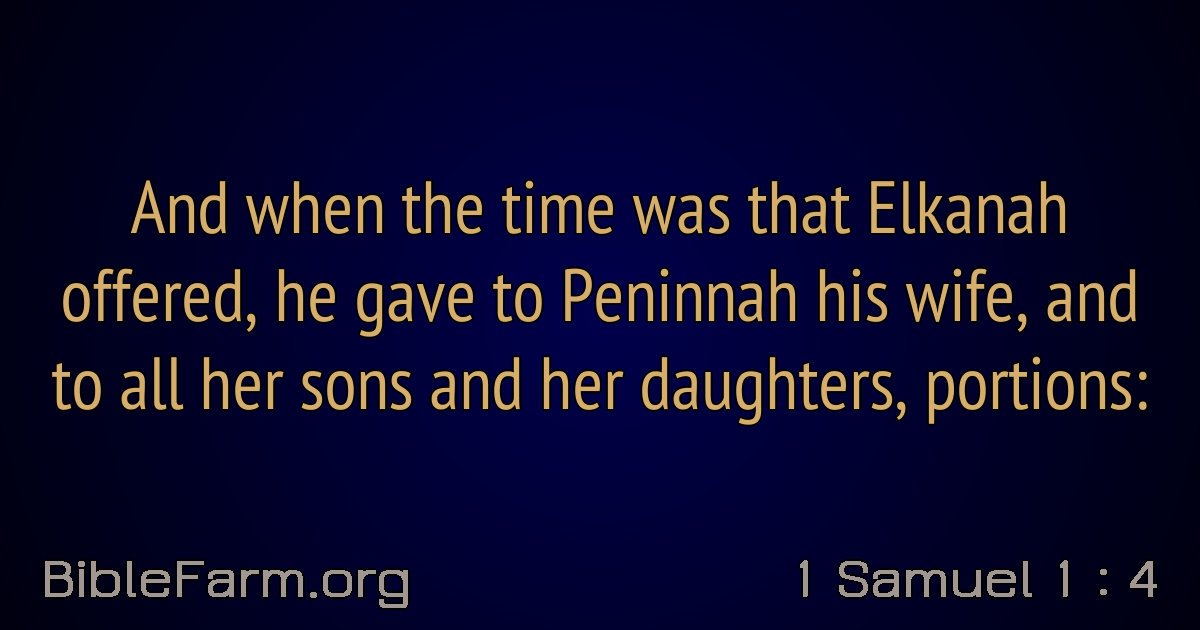 And when the time was that Elkanah
offered, he gave to Peninnah his wife, and
to all her sons and her daughters, portions:
BibleFarm.org
1 Samuel 1 : 4